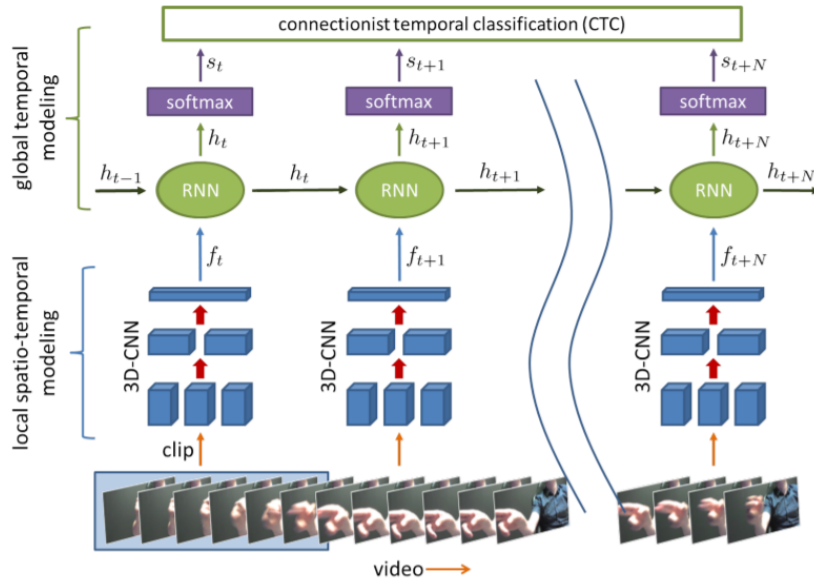 connectionist temporal classification (CTC)
global temporal modeling
s_t
s_{t+1}
s_{t+N}
softmax
softmax
softmax
h_t
h_{t+1}
h_{t+N}
h_{t-1}
RNN
h_t
RNN
h_{t+1}
RNN
h_{t+N}
f_t
f_{t+1}
f_{t+N}
local spatio-temporal modeling
3D-CNN
3D-CNN
3D-CNN
clip
video